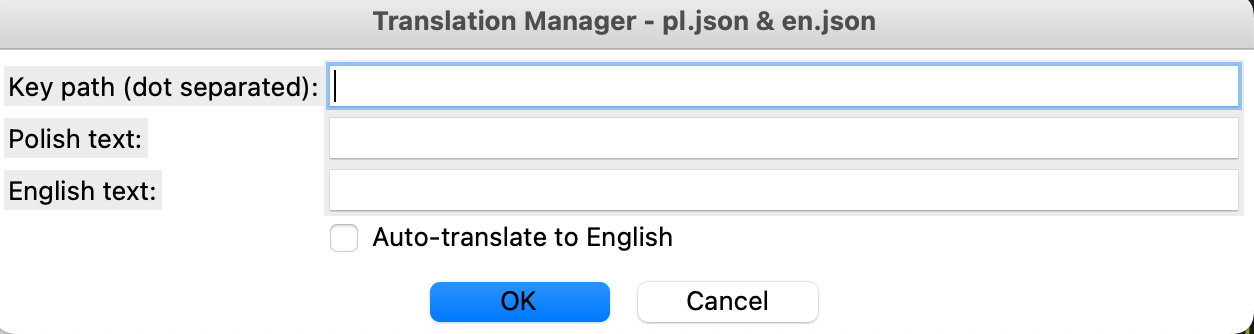 Translation Manager - pl.json & en.json
Key path (dot separated):
Polish text:
English text:
Auto-translate to English
OK Cancel